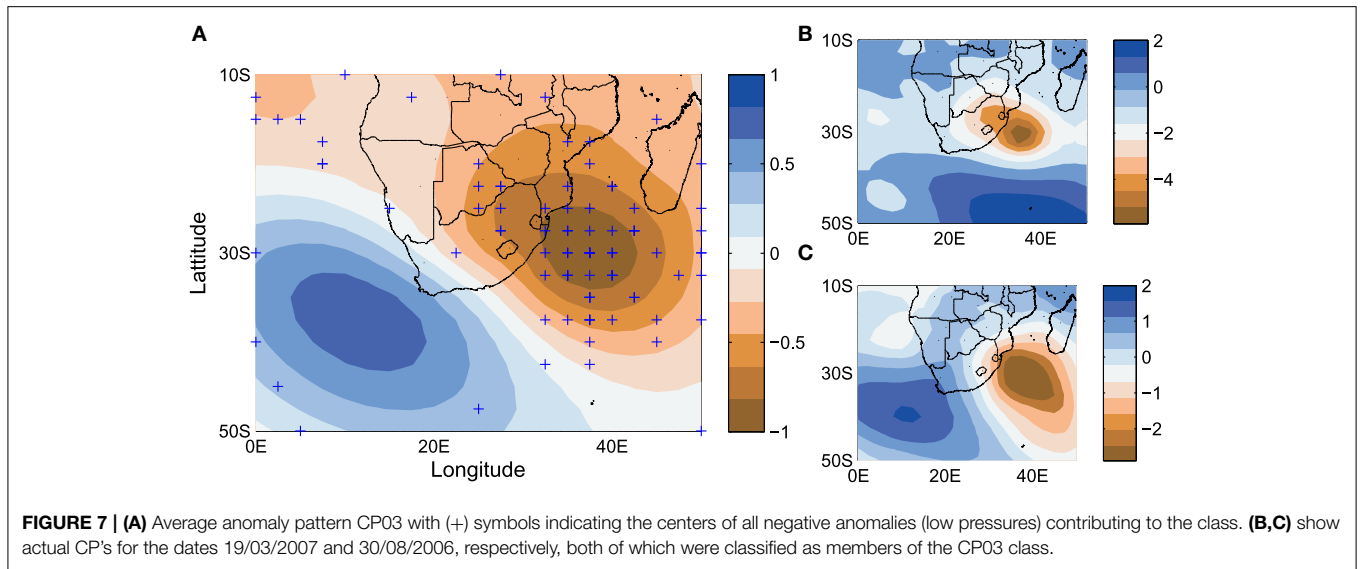 A
10S
30S
50S
0E
20E
40E
Lattitude
Longitude
1
0.5
0
−0.5
−1
B
10S
30S
50S
0E
20E
40E
2
0
−2
−4
C
10S
30S
50S
0E
20E
40E
2
1
0
−1
−2
FIGURE 7 | (A) Average anomaly pattern CP03 with (+) symbols indicating the centers of all negative anomalies (low pressures) contributing to the class. (B,C) show
actual CP's for the dates 19/03/2007 and 30/08/2006, respectively, both of which were classified as members of the CP03 class.